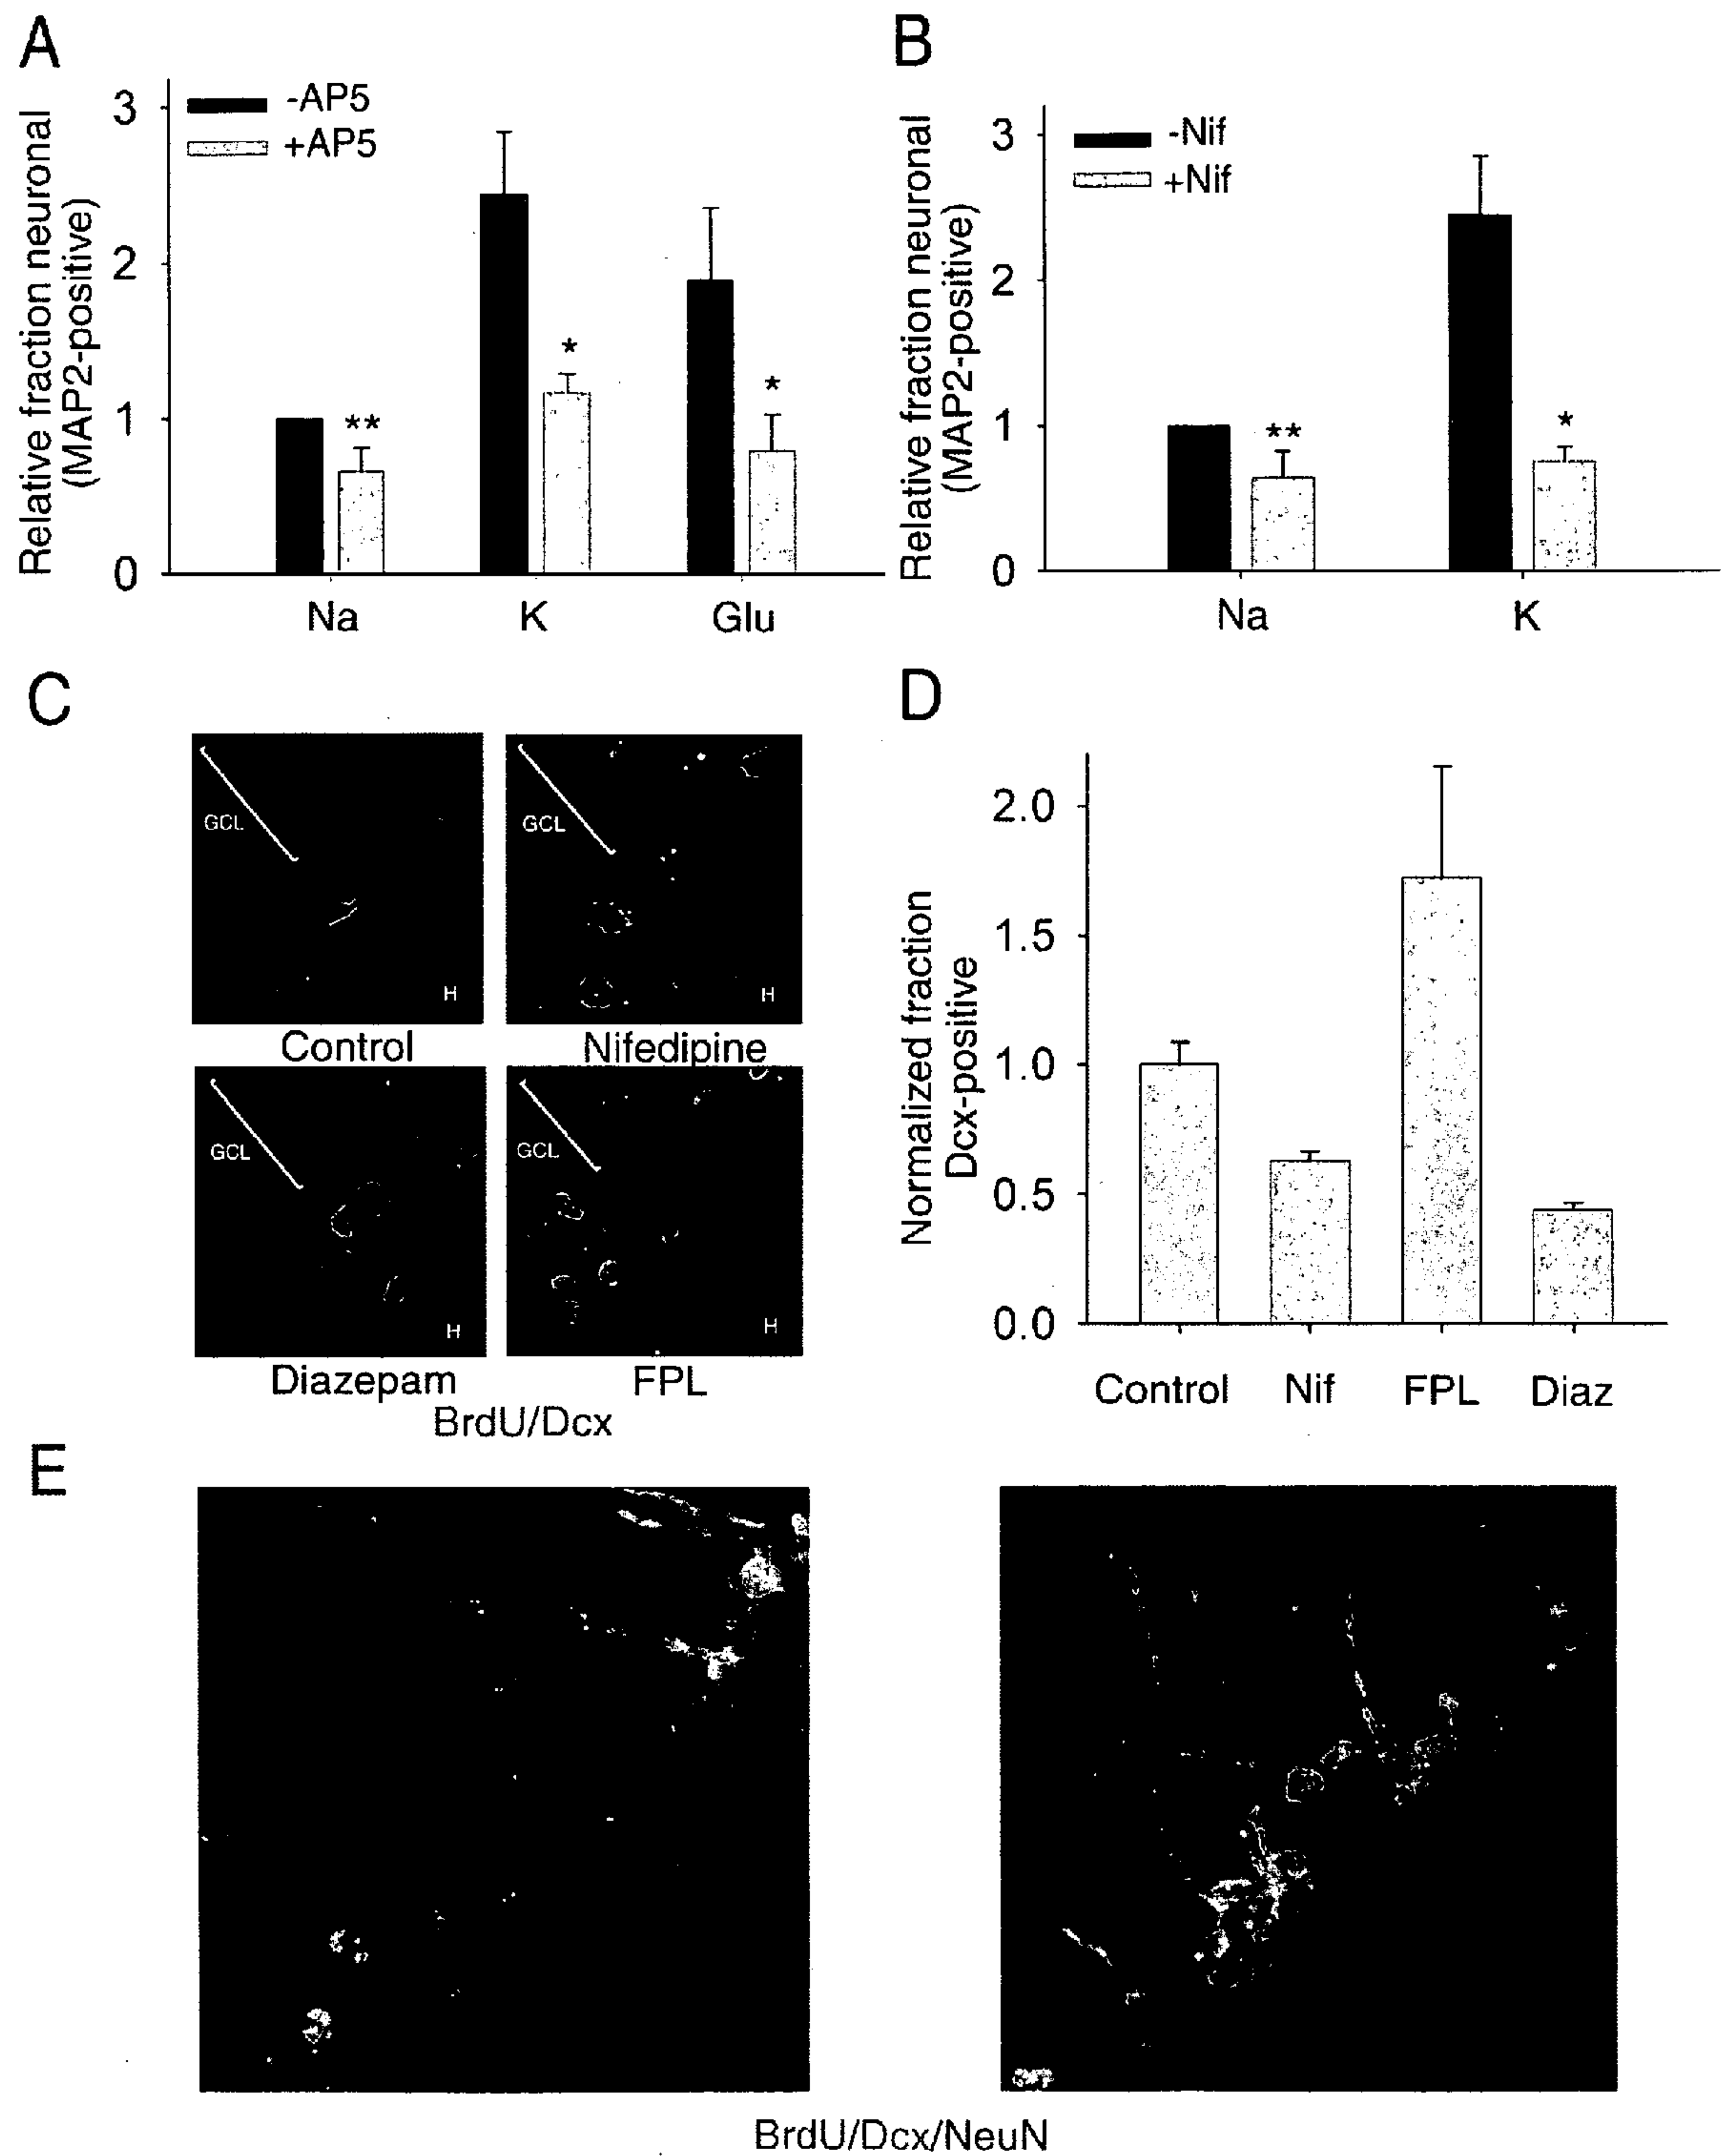 A
Relative fraction neuronal
(MAP2-positive)
3
2
1
0
-AP5
+AP5
**
*
*
Na K Glu
B
Relative fraction neuronal
(MAP2-positive)
3
2
1
0
-Nif
+Nif
**
*
Na K
C
GCL
H
Control
GCL
H
Nifedipine
GCL
H
Diazepam
GCL
H
FPL
BrdU/Dcx
D
Normalized fraction
Dcx-positive
2.0
1.5
1.0
0.5
0.0
Control Nif FPL Diaz
E
BrdU/Dcx/NeuN